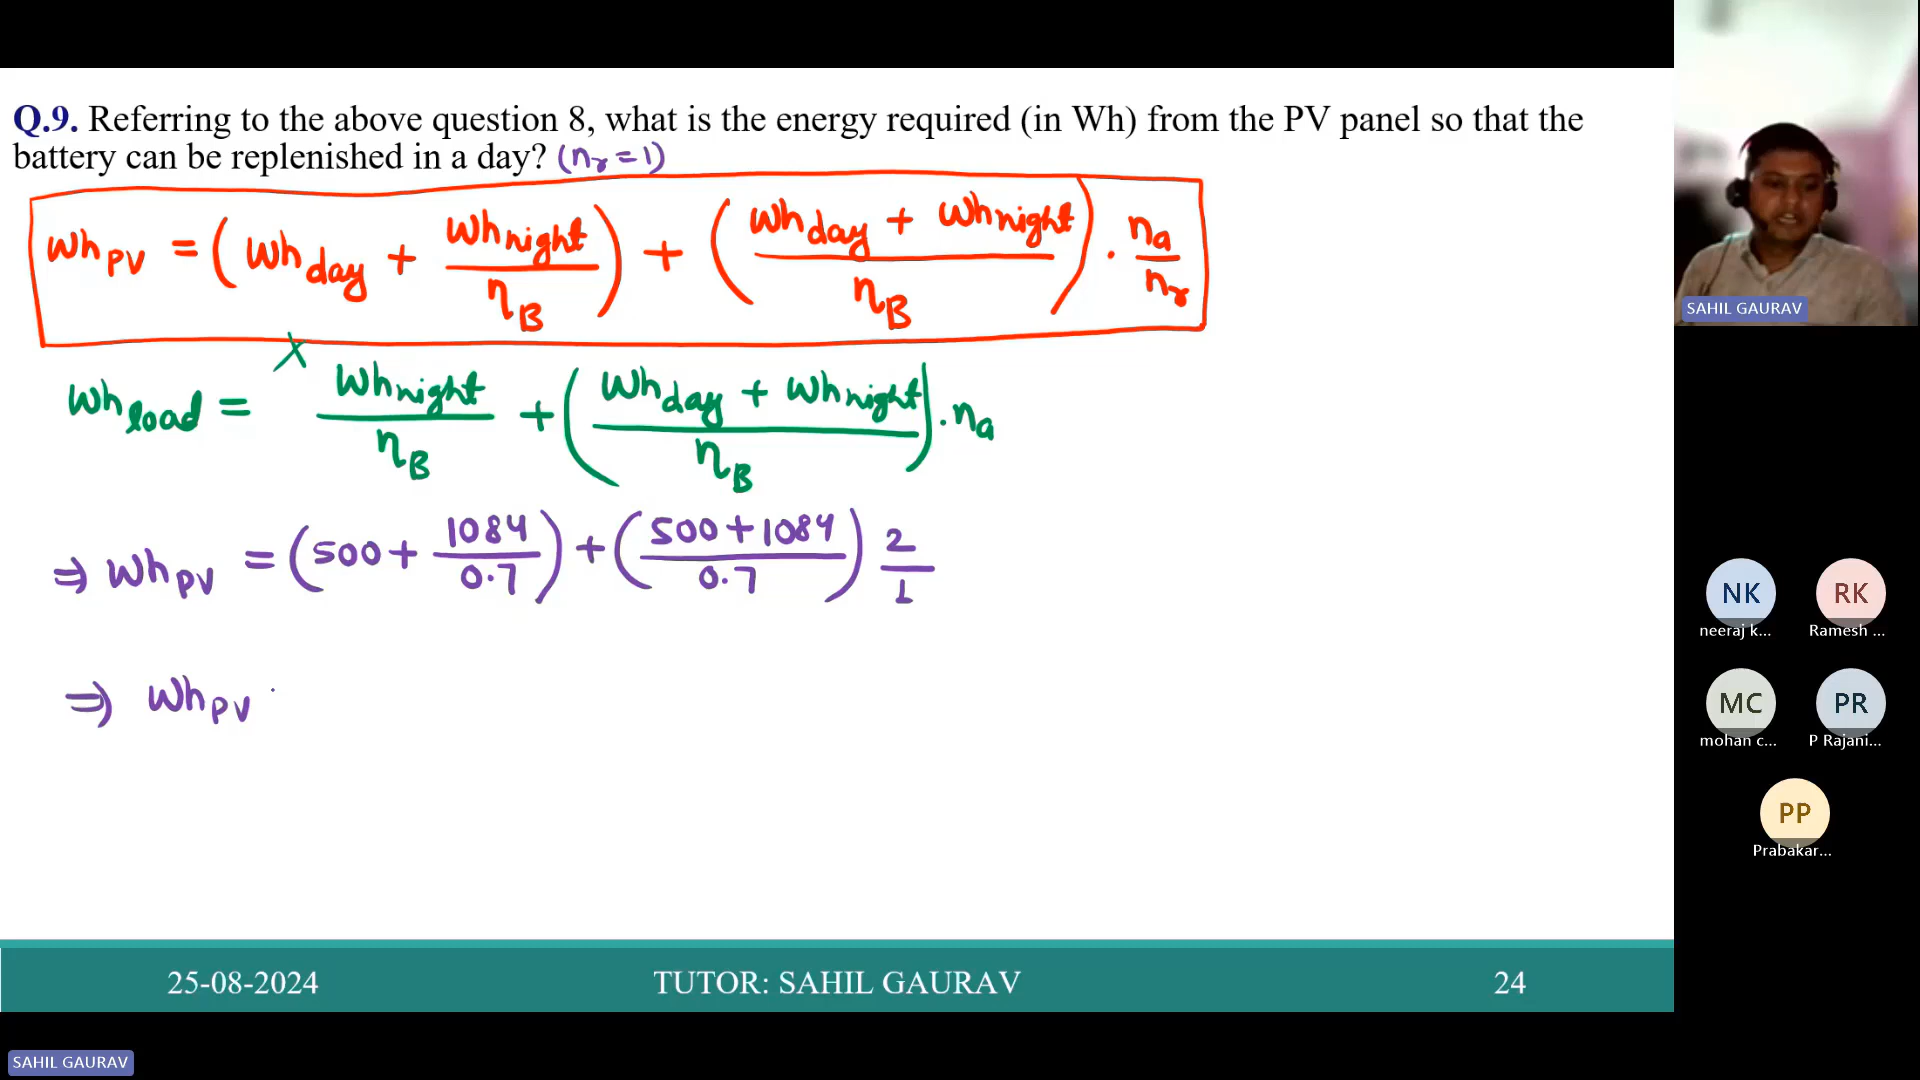 Q.9. Referring to the above question 8, what is the energy required (in Wh) from the PV panel so that the
battery can be replenished in a day? (nr = 1)
WhPV = (Whday + Whnight/ηB) + (Whday + Whnight/ηB) · na/nr
x
Whload = Whnight/ηB + (Whday + Whnight/ηB) · na
⇒ WhPV = (500 + 1084/0.7) + (500 + 1084/0.7) 2/1
⇒ WhPV
25-08-2024 TUTOR: SAHIL GAURAV 24
SAHIL GAURAV
SAHIL GAURAV
NK RK
neeraj k... Ramesh ...
MC PR
mohan c... P Rajani...
PP
Prabakar...